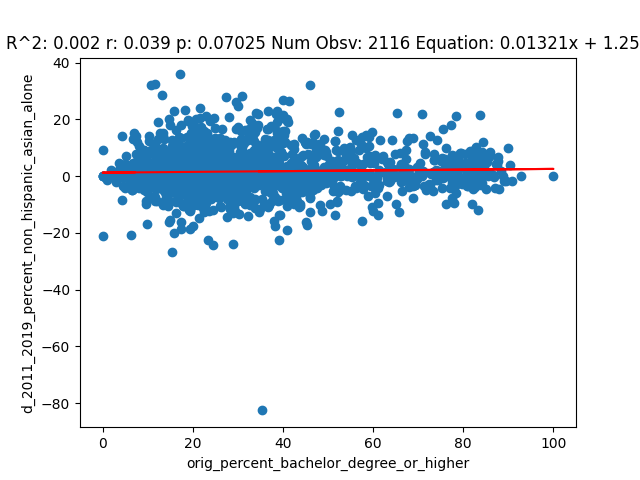 R^2: 0.002 r: 0.039 p: 0.07025 Num Obsv: 2116 Equation: 0.01321x + 1.25
d_2011_2019_percent_non_hispanic_asian_alone
40
20
0
−20
−40
−60
−80
0 20 40 60 80 100
orig_percent_bachelor_degree_or_higher